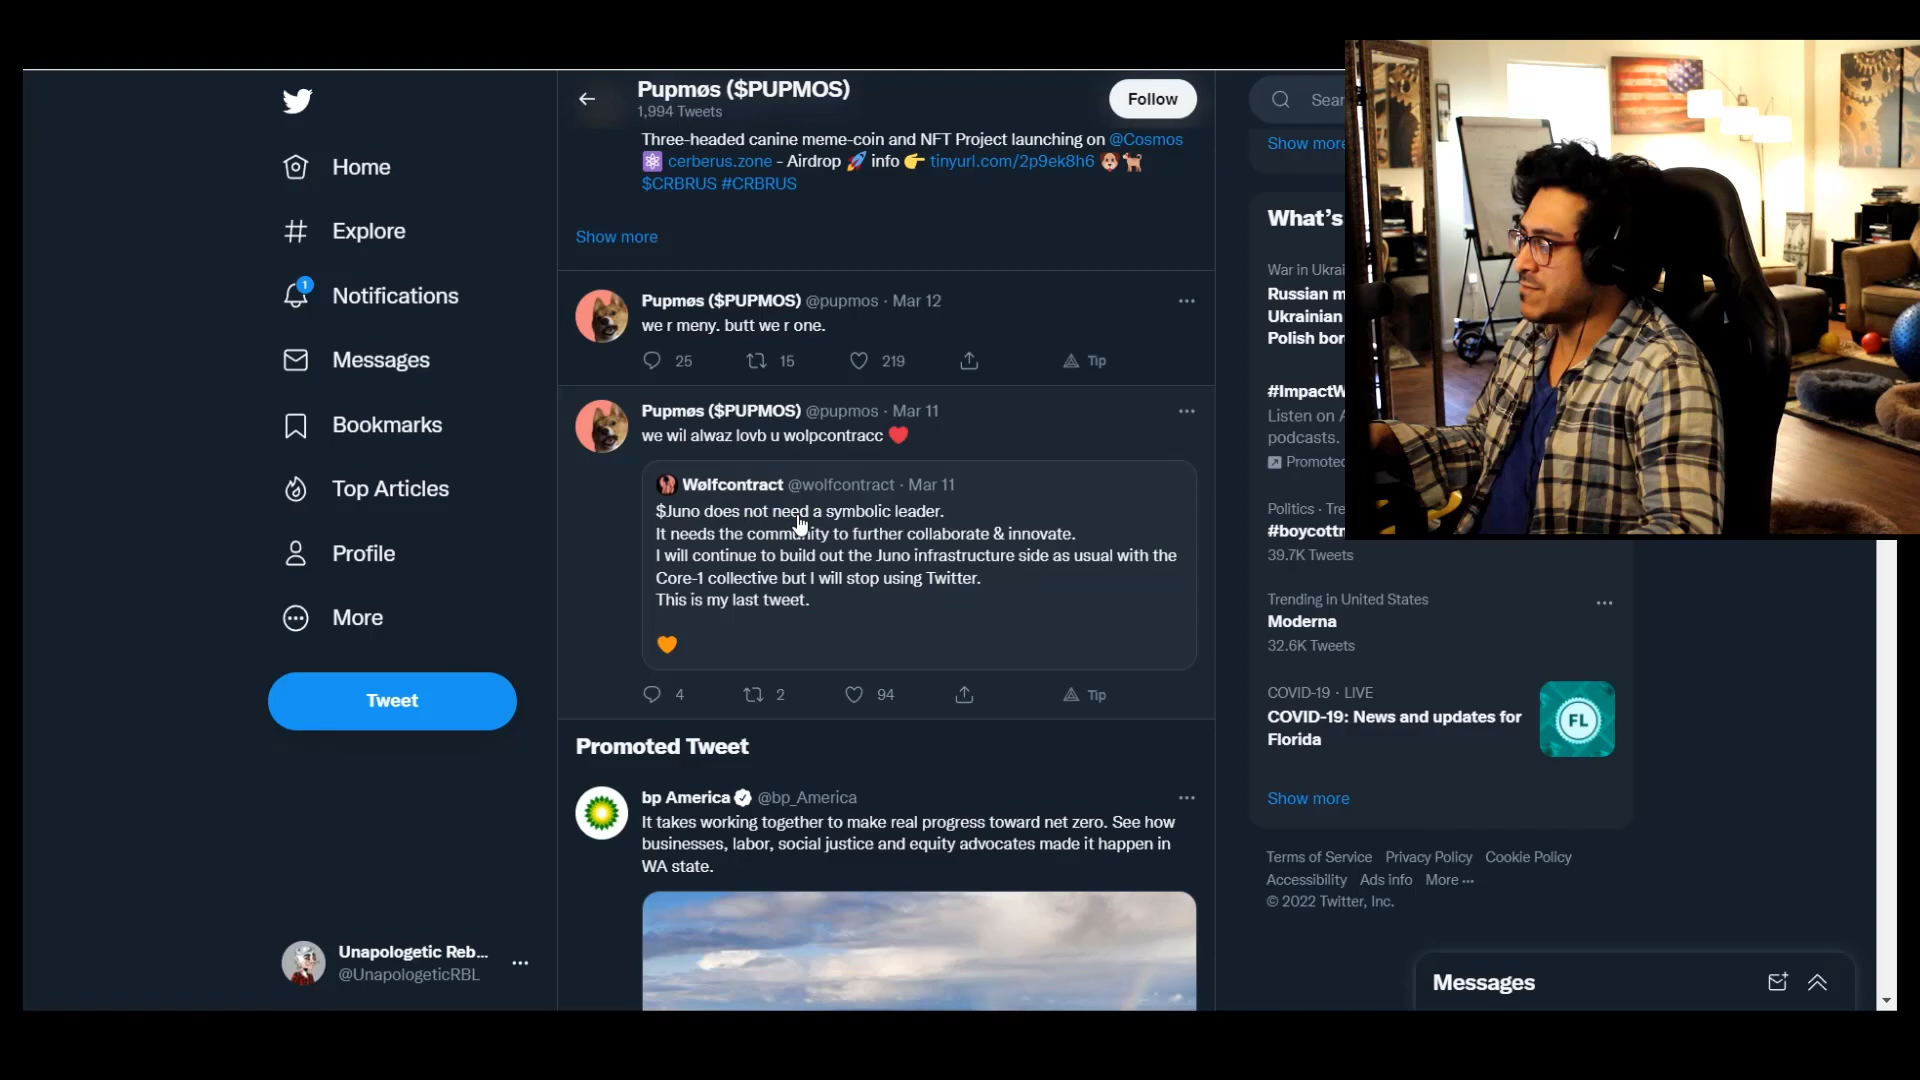 Home
Explore
1
Notifications
Messages
Bookmarks
Top Articles
Profile
More
Tweet
Unapologetic Reb...
@UnapologeticRBL
Pupmøs ($PUPMOS)
1,994 Tweets
Follow
Three-headed canine meme-coin and NFT Project launching on @Cosmos
⚛ cerberus.zone - Airdrop 🚀 info 👉 tinyurl.com/2p9ek8h6 🐶🐕
$CRBRUS #CRBRUS
Show more
Pupmøs ($PUPMOS) @pupmos · Mar 12
we r meny. butt we r one.
25 15 219 Tip
Pupmøs ($PUPMOS) @pupmos · Mar 11
we wil alwaz lovb u wolpcontracc ❤️
Wølfcontract @wolfcontract · Mar 11
$Juno does not need a symbolic leader.
It needs the community to further collaborate & innovate.
I will continue to build out the Juno infrastructure side as usual with the
Core-1 collective but I will stop using Twitter.
This is my last tweet.
🧡
4 2 94 Tip
Promoted Tweet
bp America @bp_America
It takes working together to make real progress toward net zero. See how
businesses, labor, social justice and equity advocates made it happen in
WA state.
Sear
Show more
What's
War in Ukrai
Russian m
Ukrainian
Polish bor
#ImpactW
Listen on A
podcasts.
Promoted
Politics · Tre
#boycottn
39.7K Tweets
Trending in United States
Moderna
32.6K Tweets
COVID-19 · LIVE
COVID-19: News and updates for
Florida
FL
Show more
Terms of Service Privacy Policy Cookie Policy
Accessibility Ads info More ···
© 2022 Twitter, Inc.
Messages